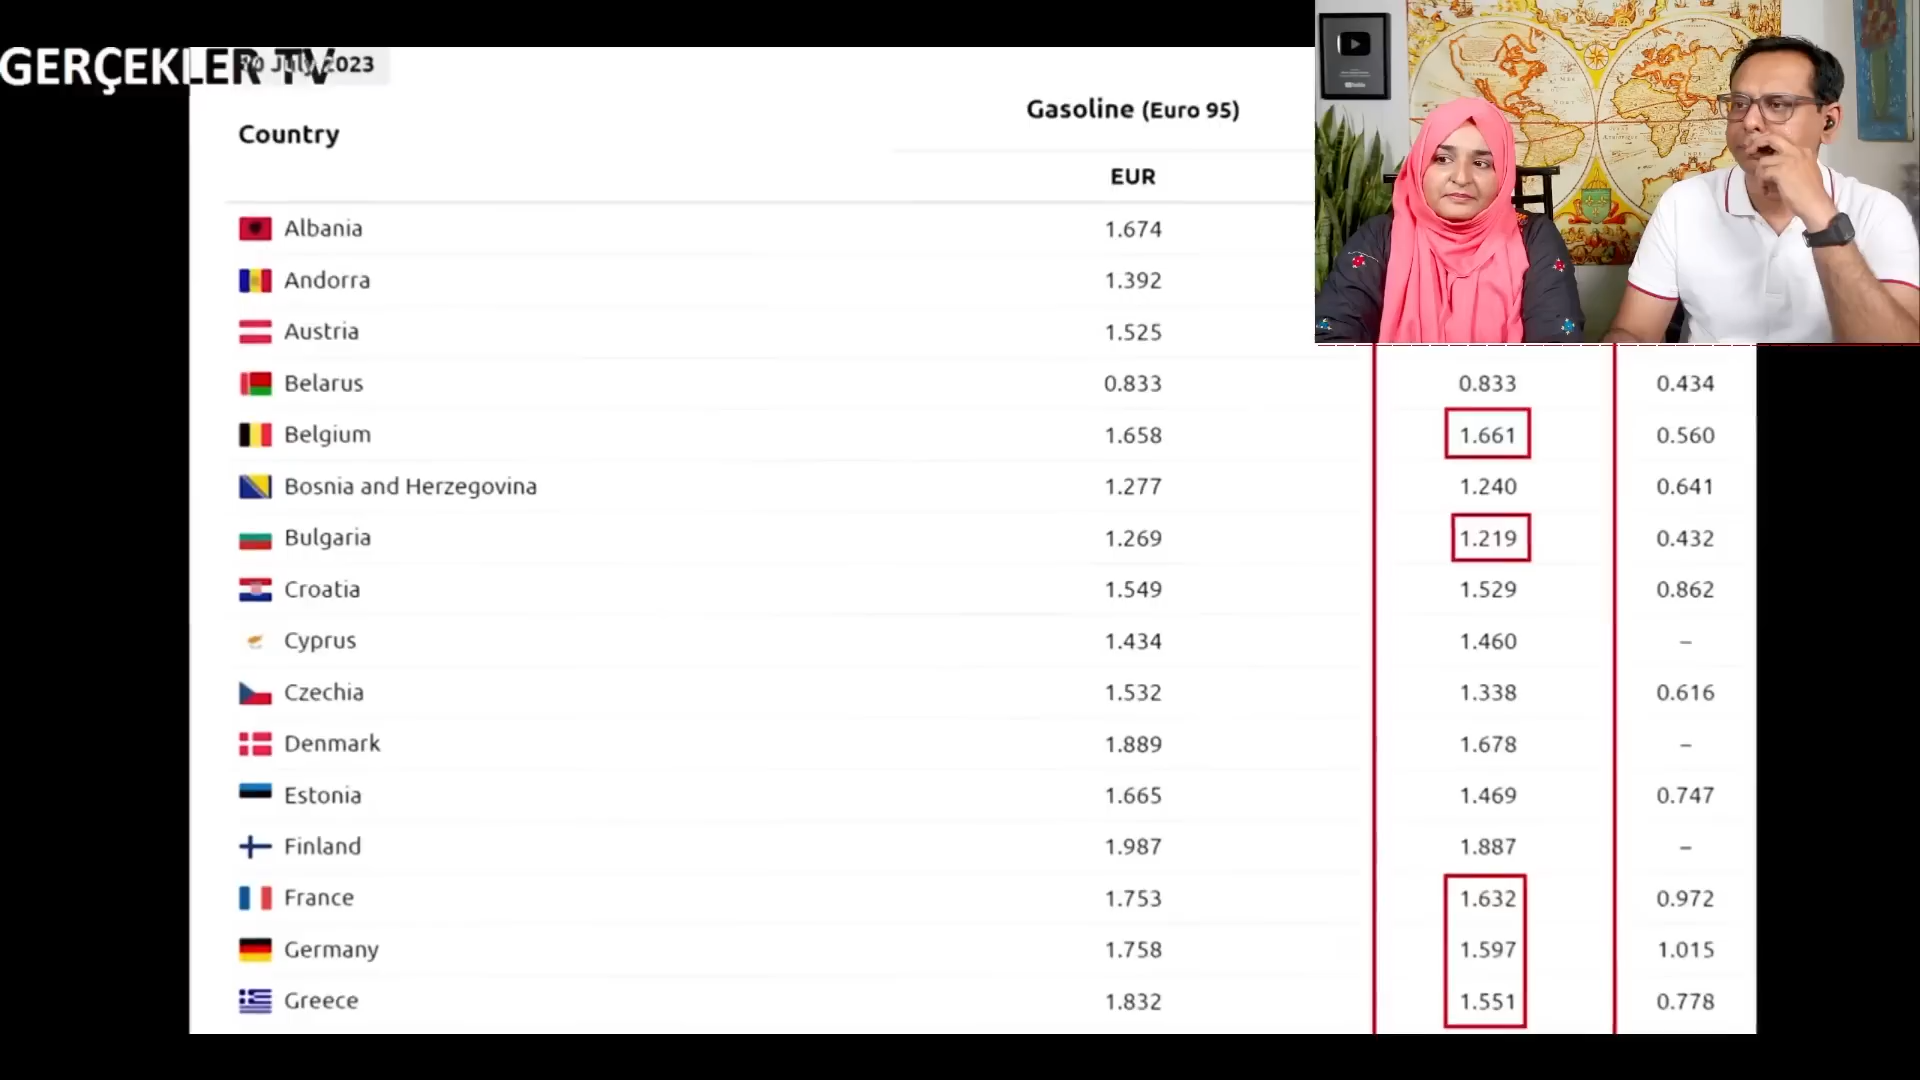 GERÇEKLER TV
July 2023
Gasoline (Euro 95)
Country
EUR
Albania 1.674
Andorra 1.392
Austria 1.525
Belarus 0.833 0.833 0.434
Belgium 1.658 1.661 0.560
Bosnia and Herzegovina 1.277 1.240 0.641
Bulgaria 1.269 1.219 0.432
Croatia 1.549 1.529 0.862
Cyprus 1.434 1.460 –
Czechia 1.532 1.338 0.616
Denmark 1.889 1.678 –
Estonia 1.665 1.469 0.747
Finland 1.987 1.887 –
France 1.753 1.632 0.972
Germany 1.758 1.597 1.015
Greece 1.832 1.551 0.778